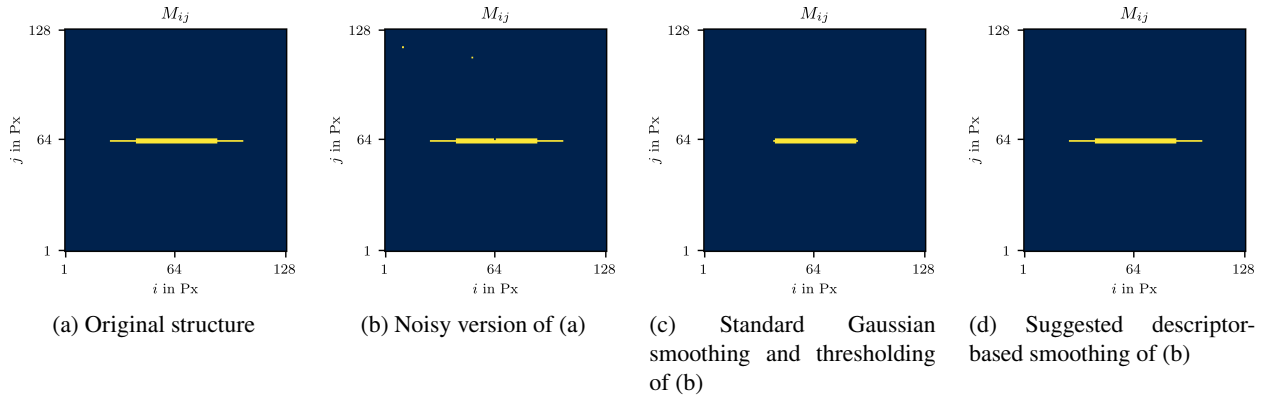 M_{ij}
128
64
1
j in Px
1
64
128
i in Px
(a) Original structure
M_{ij}
128
64
1
j in Px
1
64
128
i in Px
(b) Noisy version of (a)
M_{ij}
128
64
1
j in Px
1
64
128
i in Px
(c) Standard Gaussian
smoothing and thresholding
of (b)
M_{ij}
128
64
1
j in Px
1
64
128
i in Px
(d) Suggested descriptor-
based smoothing of (b)